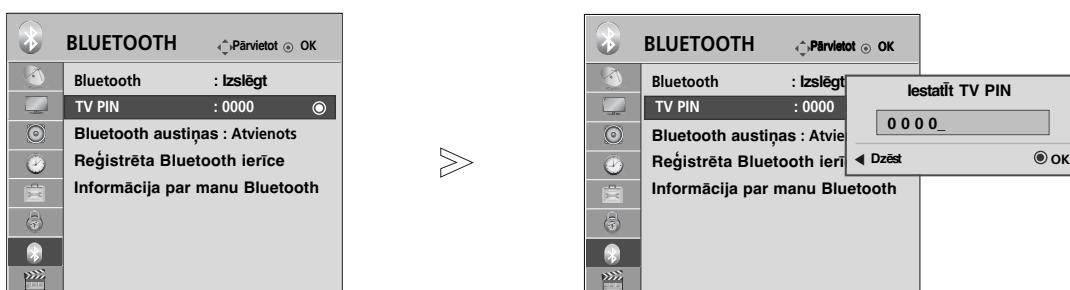 BLUETOOTH Pārvietot OK
Bluetooth : Izslēgt
TV PIN : 0000
Bluetooth austiņas : Atvienots
Reģistrēta Bluetooth ierīce
Informācija par manu Bluetooth
BLUETOOTH Pārvietot OK
Bluetooth : Izslēgt
TV PIN : 0000
Bluetooth austiņas : Atvie
Reģistrēta Bluetooth ierī
Informācija par manu Bluetooth
Iestatīt TV PIN
0 0 0 0_
Dzēst OK